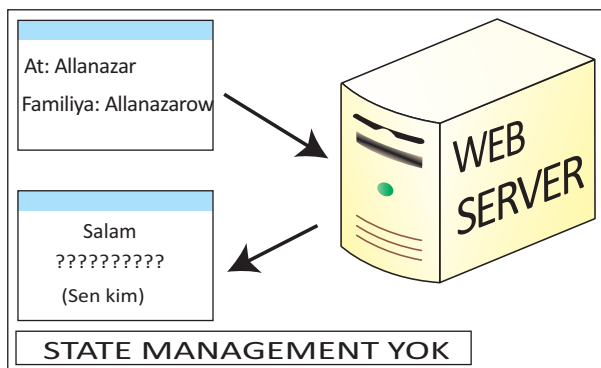 At: Allanazar
Familiya: Allanazarow
WEB
SERVER
Salam
??????????
(Sen kim)
STATE MANAGEMENT YOK